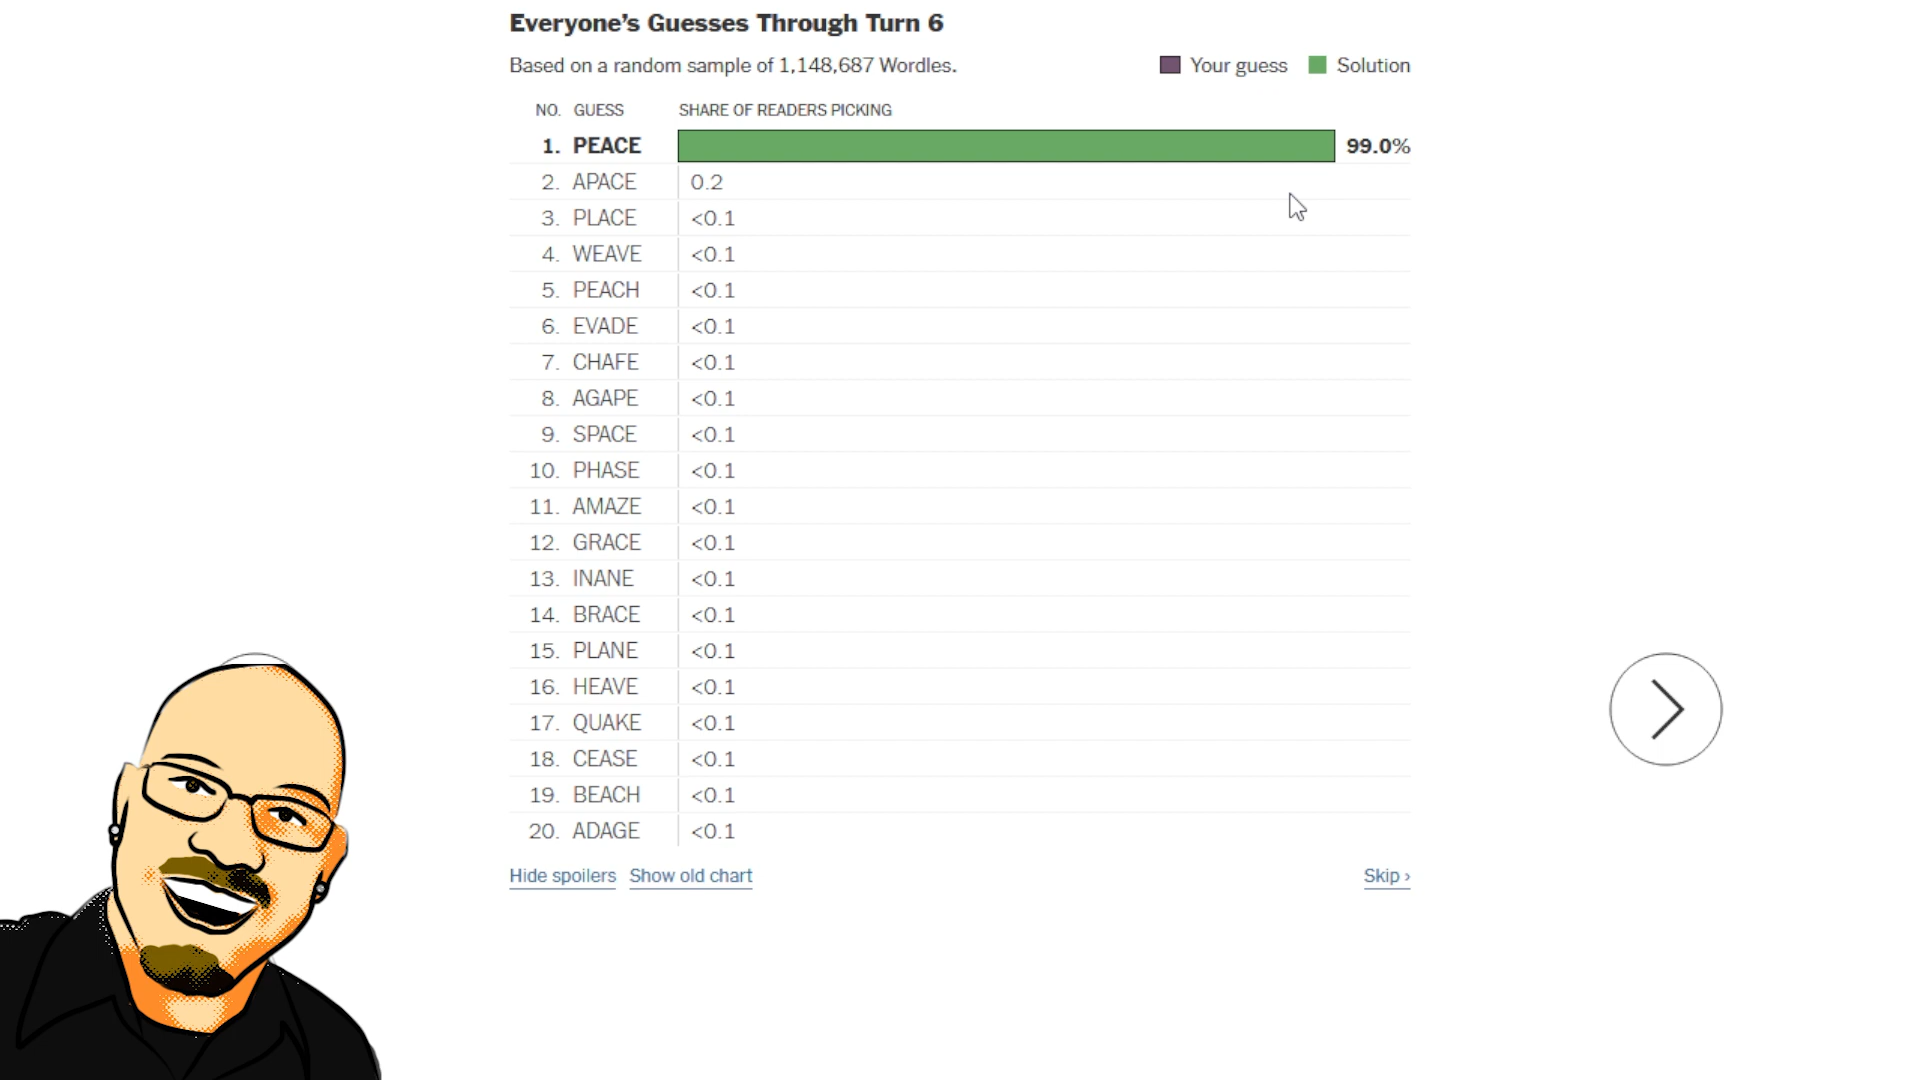 Everyone's Guesses Through Turn 6
Based on a random sample of 1,148,687 Wordles. Your guess Solution
NO. GUESS SHARE OF READERS PICKING
1. PEACE 99.0%
2. APACE 0.2
3. PLACE <0.1
4. WEAVE <0.1
5. PEACH <0.1
6. EVADE <0.1
7. CHAFE <0.1
8. AGAPE <0.1
9. SPACE <0.1
10. PHASE <0.1
11. AMAZE <0.1
12. GRACE <0.1
13. INANE <0.1
14. BRACE <0.1
15. PLANE <0.1
16. HEAVE <0.1
17. QUAKE <0.1
18. CEASE <0.1
19. BEACH <0.1
20. ADAGE <0.1
Hide spoilers Show old chart Skip ›